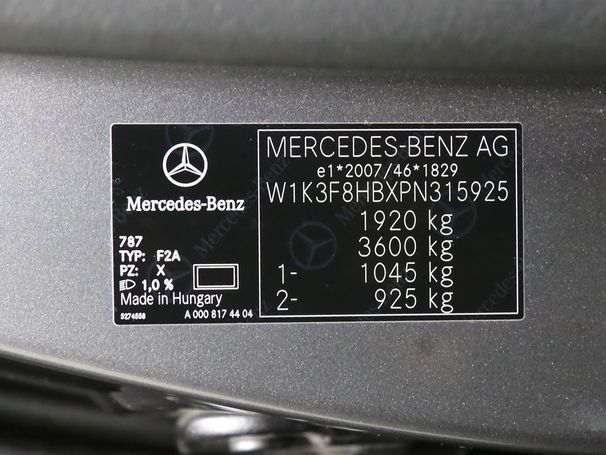 Mercedes-Benz
787
TYP: F2A
PZ: X
1,0 %
Made in Hungary
5274558
A 000 817 44 04
MERCEDES-BENZ AG
e1*2007/46*1829
W1K3F8HBXPN315925
1920 kg
3600 kg
1- 1045 kg
2- 925 kg